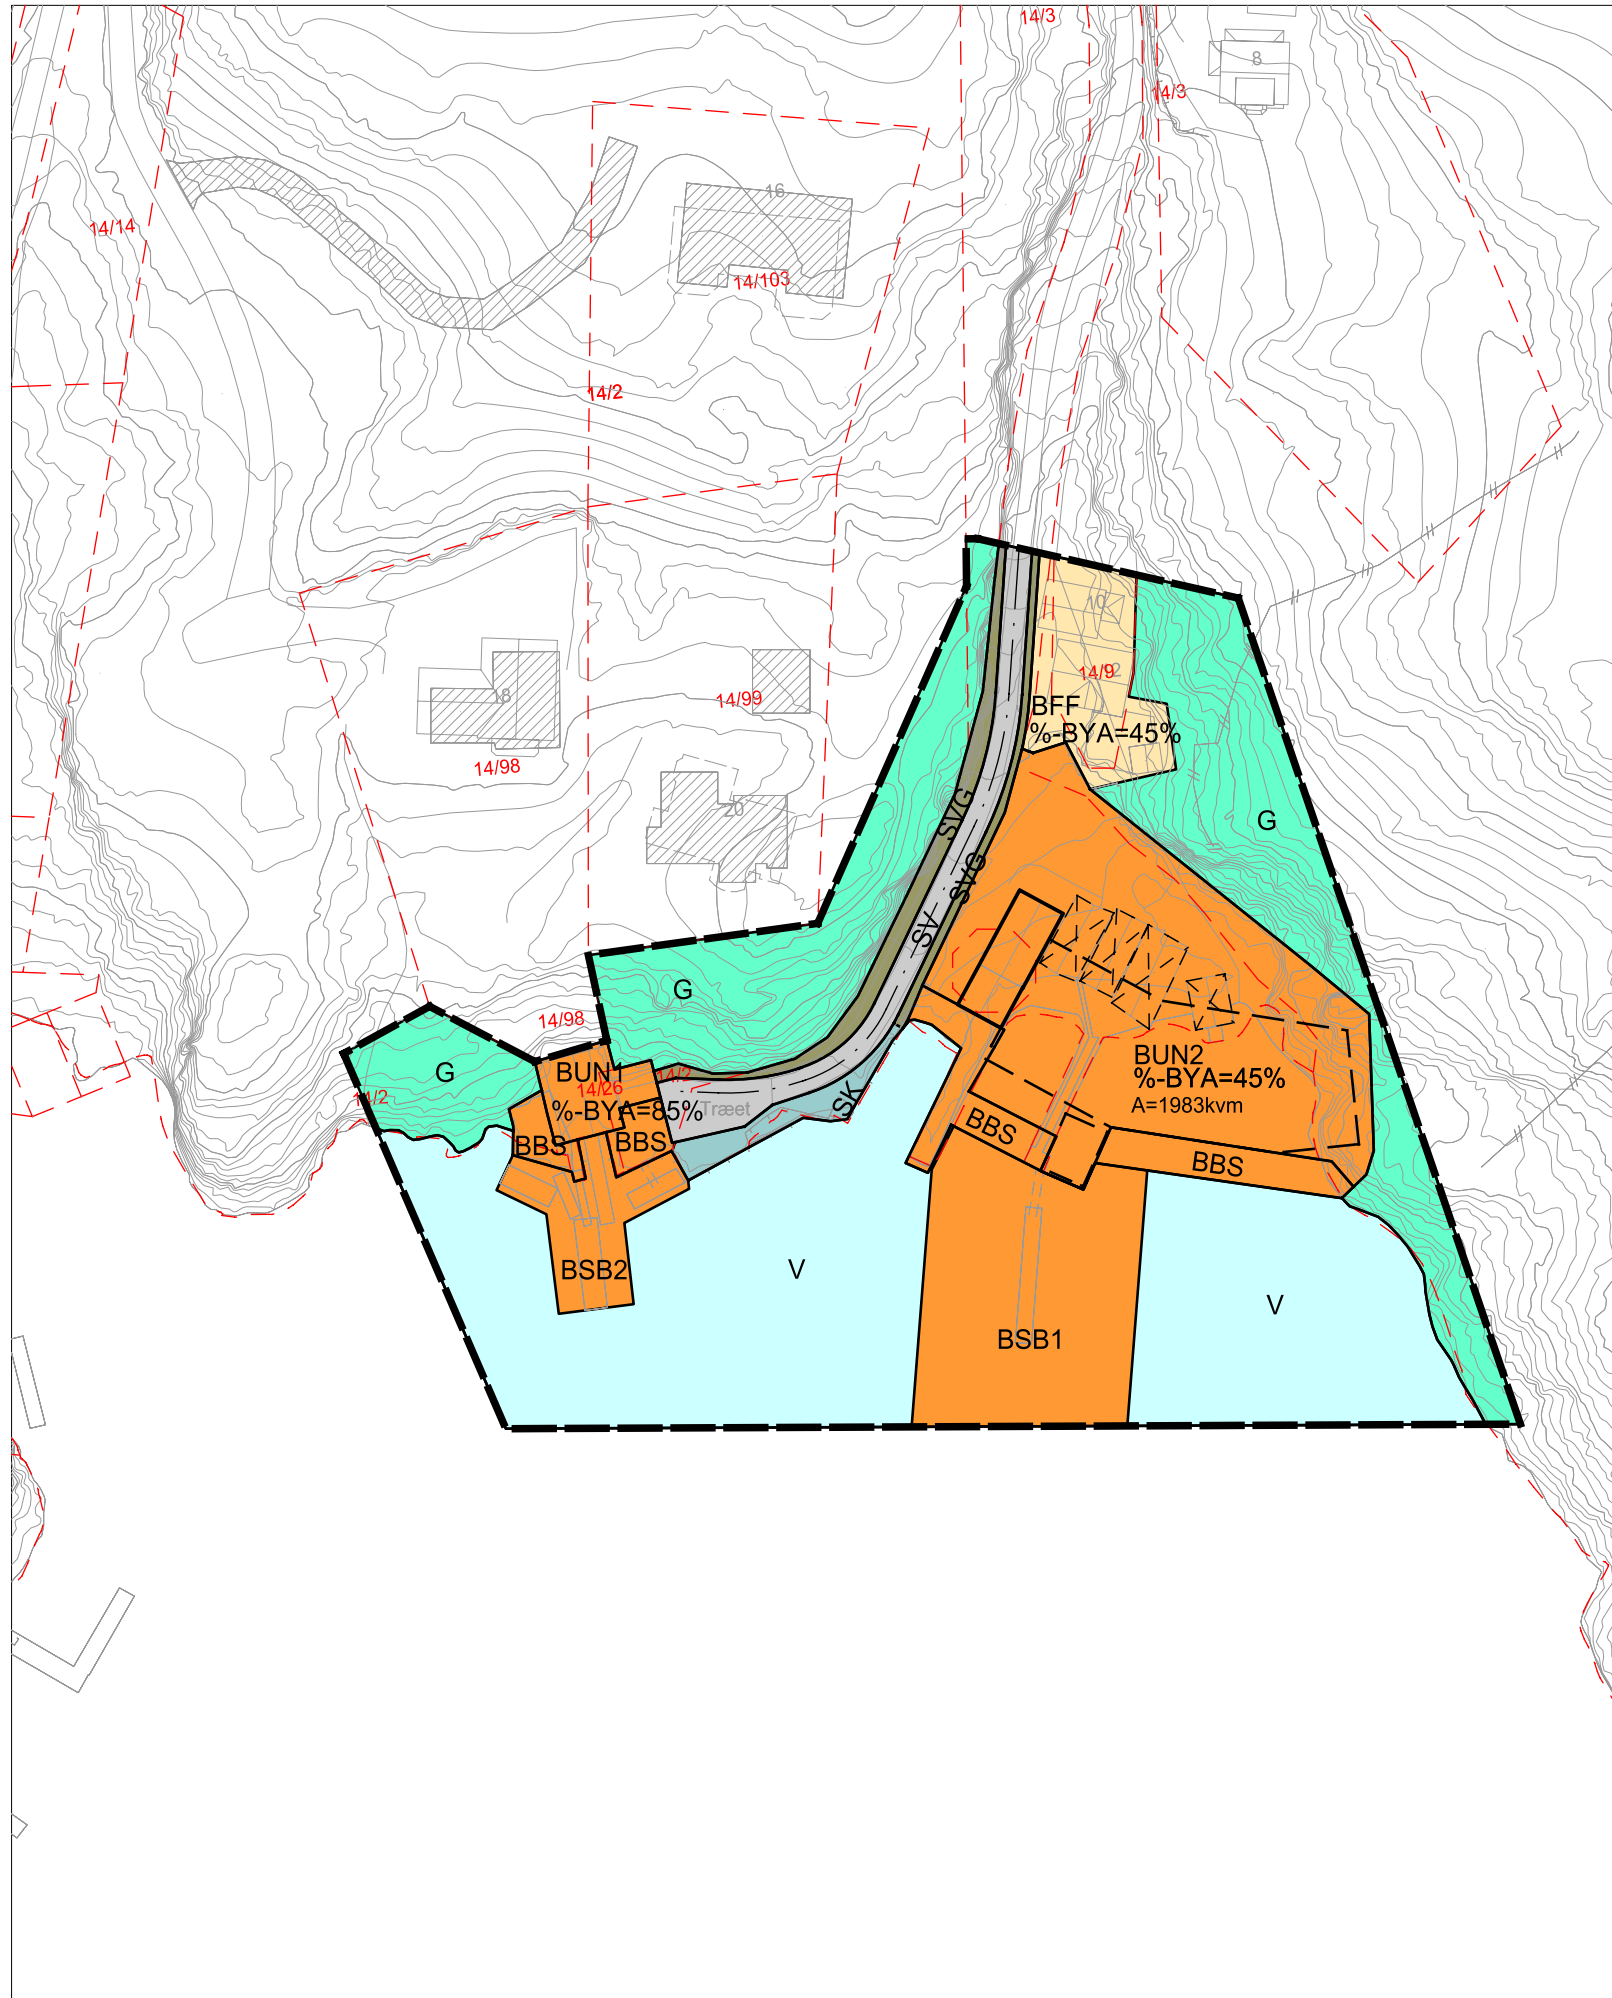 14/3
8
14/3
16
14/14
14/103
14/2
10
12
14/9
14/99
BFF
%-BYA=45%
14/98
20
SVG
G
SVG
SV
G
14/98
BUN2
%-BYA=45%
A=1983kvm
BUN1
14/2
14/26
G
14/2
Træet
%-BYA=85%
SK
BBS
BBS
BBS
BBS
BSB2
V
V
BSB1